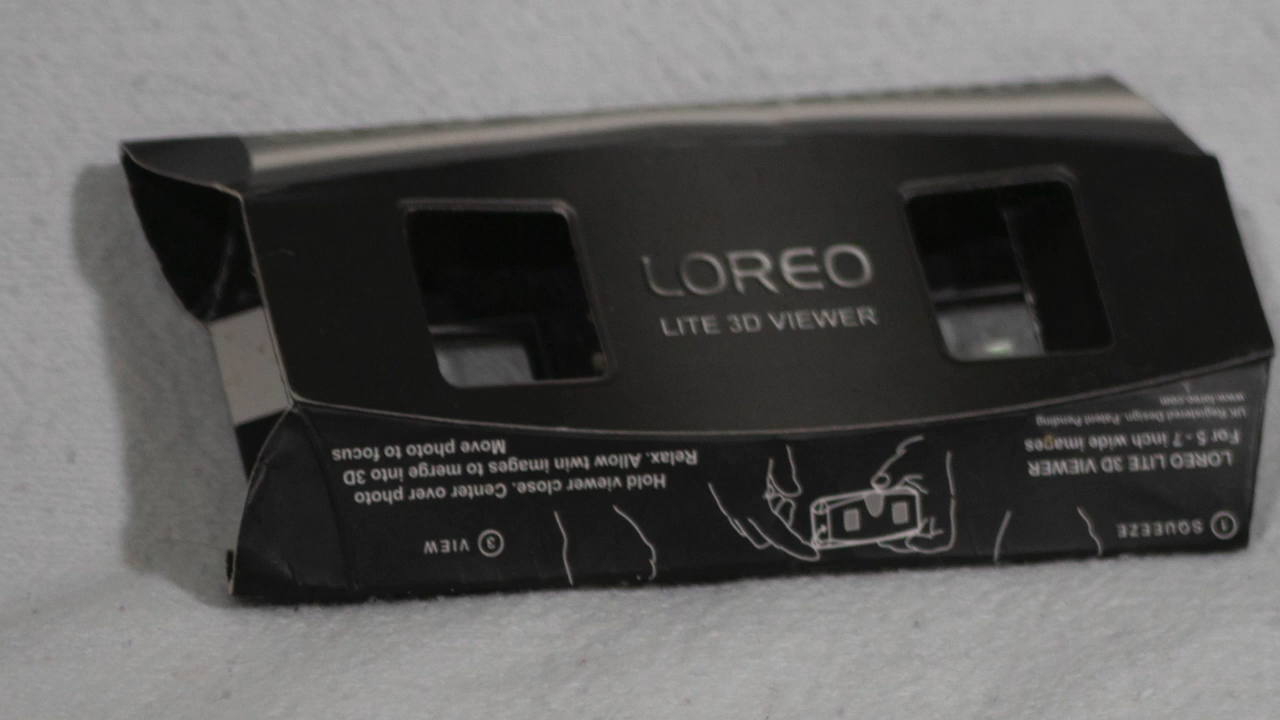 LOREO
LITE 3D VIEWER
1 SQUEEZE
LOREO LITE 3D VIEWER
For 5 - 7 inch wide images
UK Registered Design. Patent Pending
www.loreo.com
3 VIEW
Hold viewer close. Center over photo
Relax. Allow twin images to merge into 3D
Move photo to focus